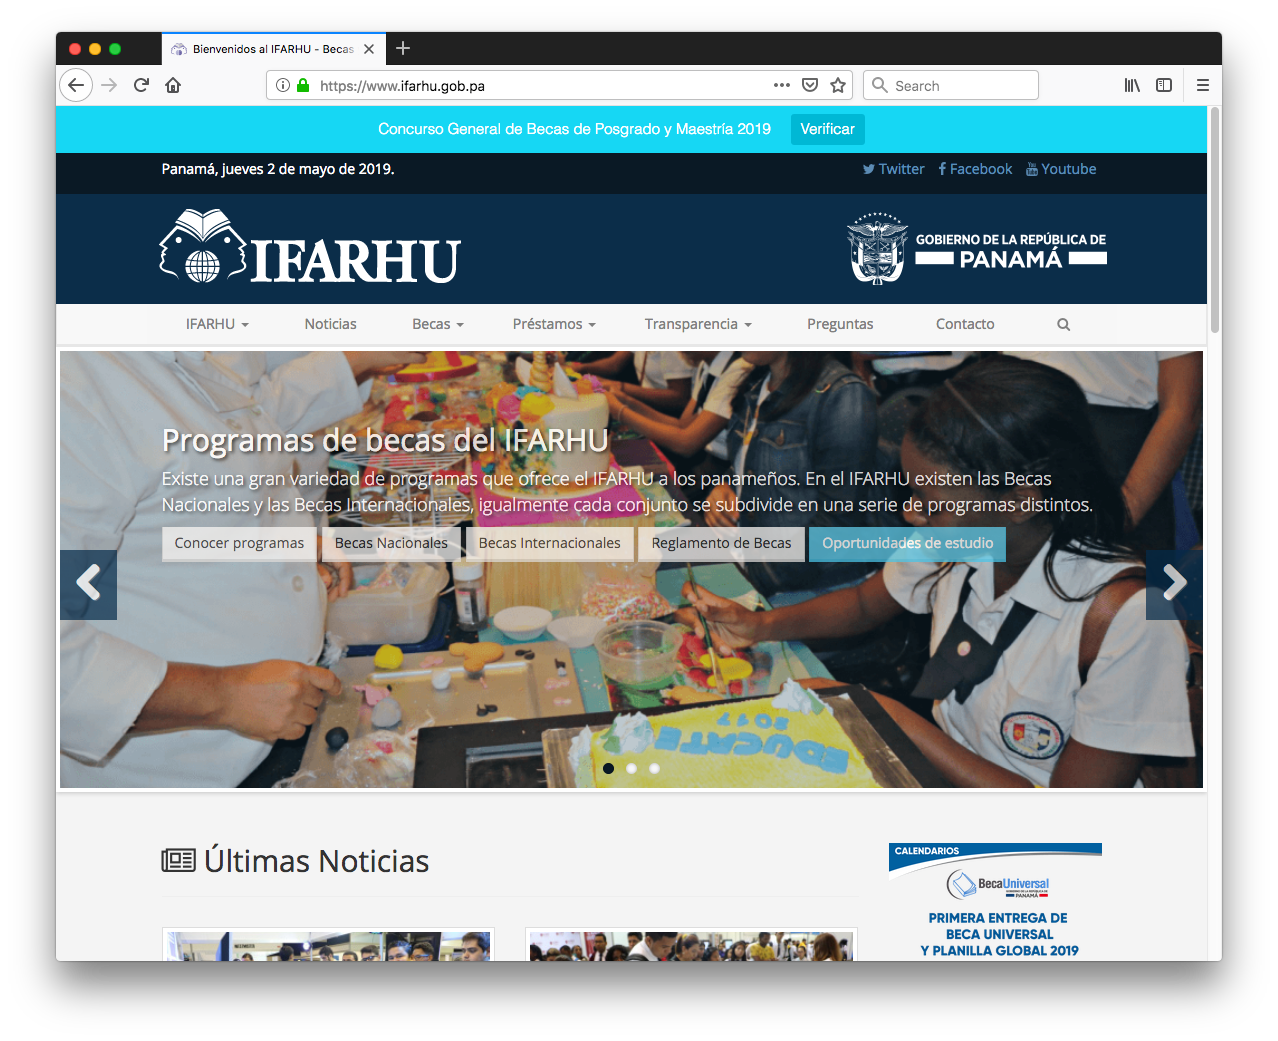 Bienvenidos al IFARHU - Becas
https://www.ifarhu.gob.pa
Search
Concurso General de Becas de Posgrado y Maestría 2019 Verificar
Panamá, jueves 2 de mayo de 2019.
Twitter Facebook Youtube
IFARHU
GOBIERNO DE LA REPÚBLICA DE
PANAMÁ
IFARHU Noticias Becas Préstamos Transparencia Preguntas Contacto
Programas de becas del IFARHU
Existe una gran variedad de programas que ofrece el IFARHU a los panameños. En el IFARHU existen las Becas
Nacionales y las Becas Internacionales, igualmente cada conjunto se subdivide en una serie de programas distintos.
Conocer programas Becas Nacionales Becas Internacionales Reglamento de Becas Oportunidades de estudio
EDUCATE
2017
Últimas Noticias
CALENDARIOS
BecaUniversal
PANAMÁ
PRIMERA ENTREGA DE
BECA UNIVERSAL
Y PLANILLA GLOBAL 2019